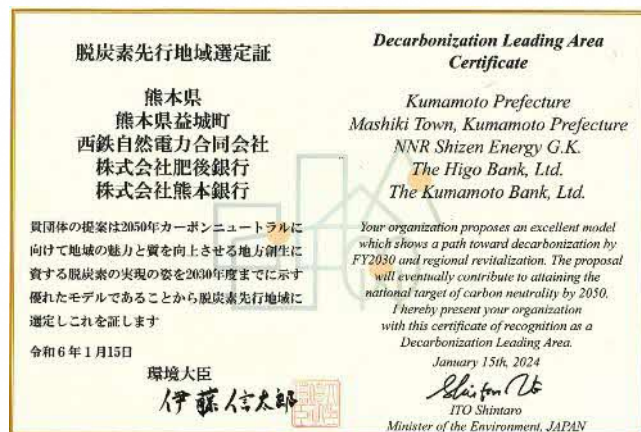 脱炭素先行地域選定証
熊本県
熊本県益城町
西鉄自然電力合同会社
株式会社肥後銀行
株式会社熊本銀行
貴団体の提案は2050年カーボンニュートラルに
向けて地域の魅力と質を向上させる地方創生に
資する脱炭素の実現の姿を2030年度までに示す
優れたモデルであることから脱炭素先行地域に
選定しこれを証します
令和6年1月15日
環境大臣
伊藤信太郎
Decarbonization Leading Area
Certificate
Kumamoto Prefecture
Mashiki Town, Kumamoto Prefecture
NNR Shizen Energy G.K.
The Higo Bank, Ltd.
The Kumamoto Bank, Ltd.
Your organization proposes an excellent model
which shows a path toward decarbonization by
FY2030 and regional revitalization. The proposal
will eventually contribute to attaining the
national target of carbon neutrality by 2050.
I hereby present your organization
with this certificate of recognition as a
Decarbonization Leading Area.
January 15th, 2024
ITO Shintaro
Minister of the Environment, JAPAN